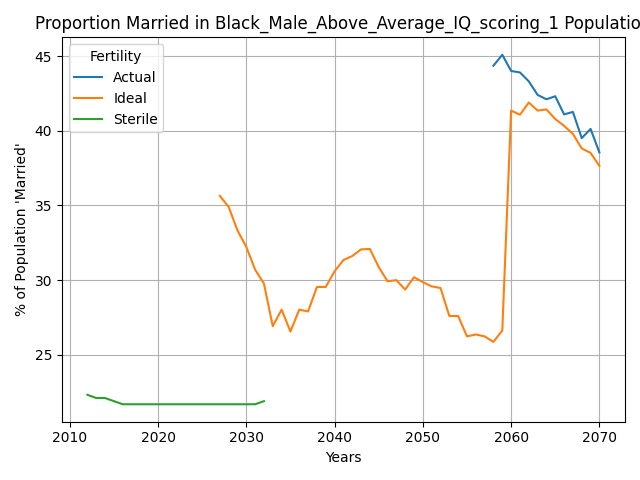 Proportion Married in Black_Male_Above_Average_IQ_scoring_1 Populatio
Fertility
Actual
Ideal
Sterile
45
40
35
30
25
% of Population 'Married'
2010 2020 2030 2040 2050 2060 2070
Years